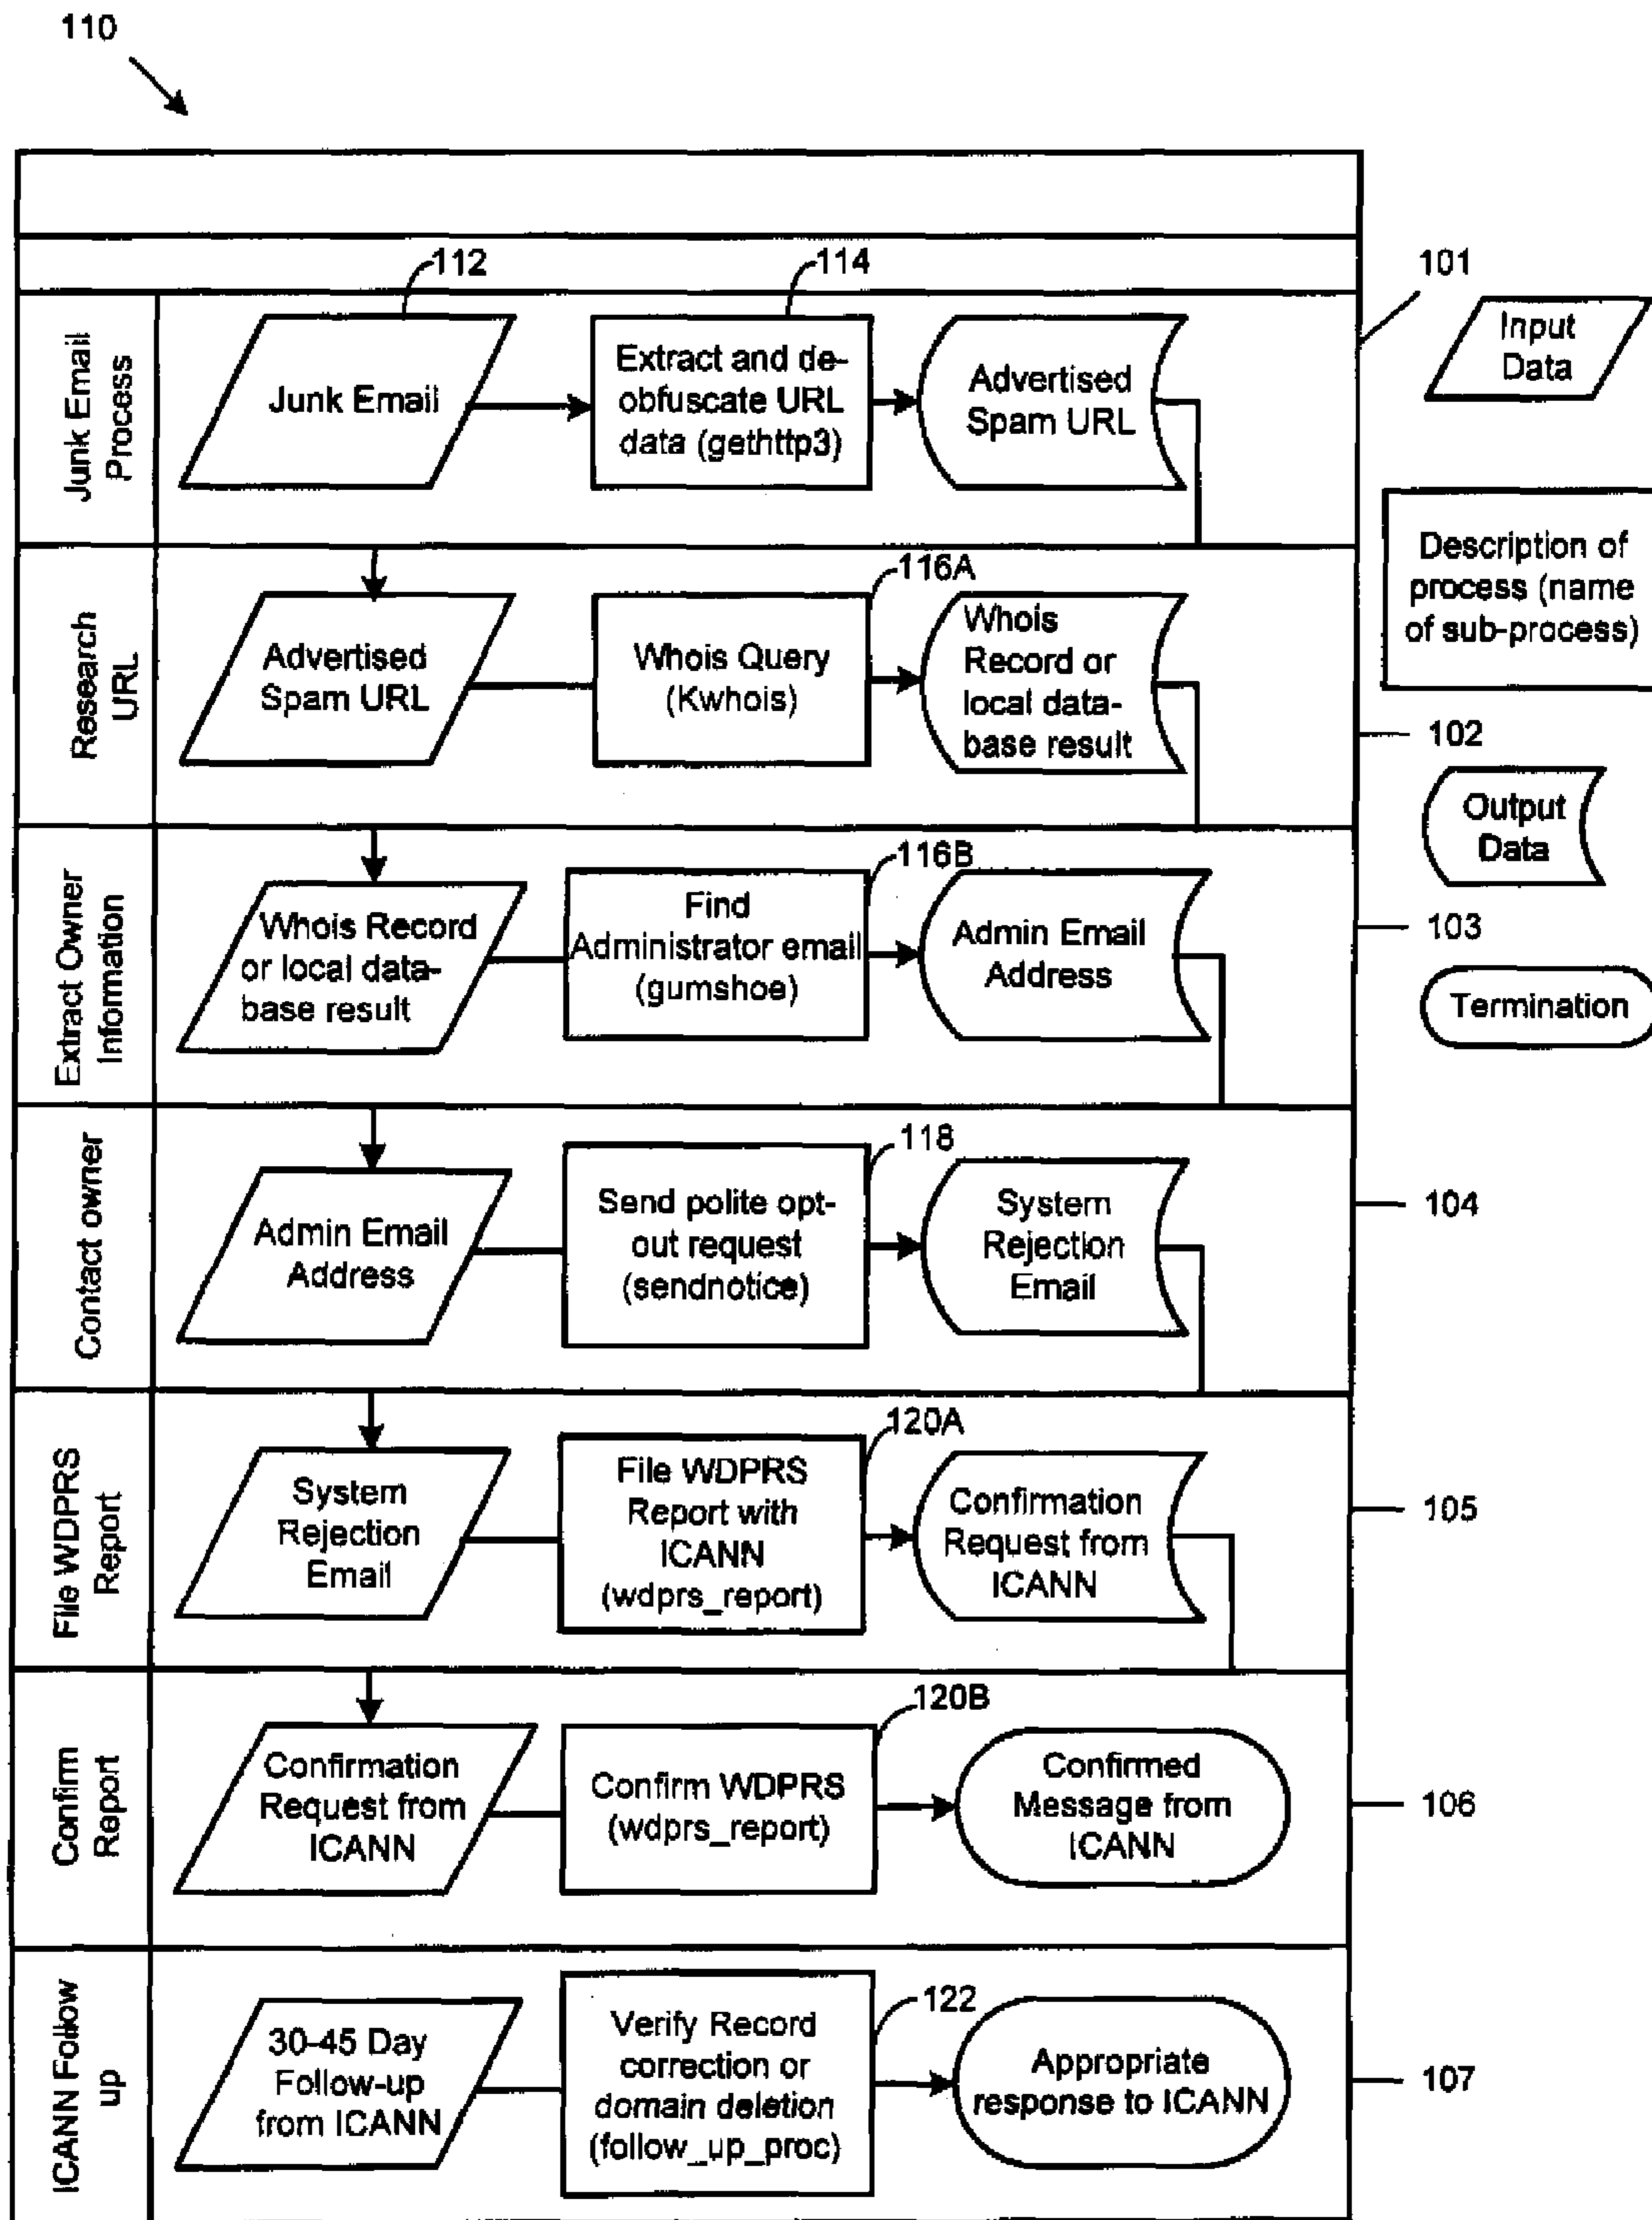 110
112
114
101
Junk Email
Process
Junk Email
Extract and de-
obfuscate URL
data (gethttp3)
Advertised
Spam URL
Input
Data
Description of
process (name
of sub-process)
116A
Research
URL
Advertised
Spam URL
Whois Query
(Kwhois)
Whois
Record or
local data-
base result
102
Output
Data
116B
Extract Owner
Information
Whois Record
or local data-
base result
Find
Administrator email
(gumshoe)
Admin Email
Address
103
Termination
118
Contact owner
Admin Email
Address
Send polite opt-
out request
(sendnotice)
System
Rejection
Email
104
120A
File WDPRS
Report
System
Rejection
Email
File WDPRS
Report with
ICANN
(wdprs_report)
Confirmation
Request from
ICANN
105
120B
Confirm
Report
Confirmation
Request from
ICANN
Confirm WDPRS
(wdprs_report)
Confirmed
Message from
ICANN
106
122
ICANN Follow
up
30-45 Day
Follow-up
from ICANN
Verify Record
correction or
domain deletion
(follow_up_proc)
Appropriate
response to ICANN
107